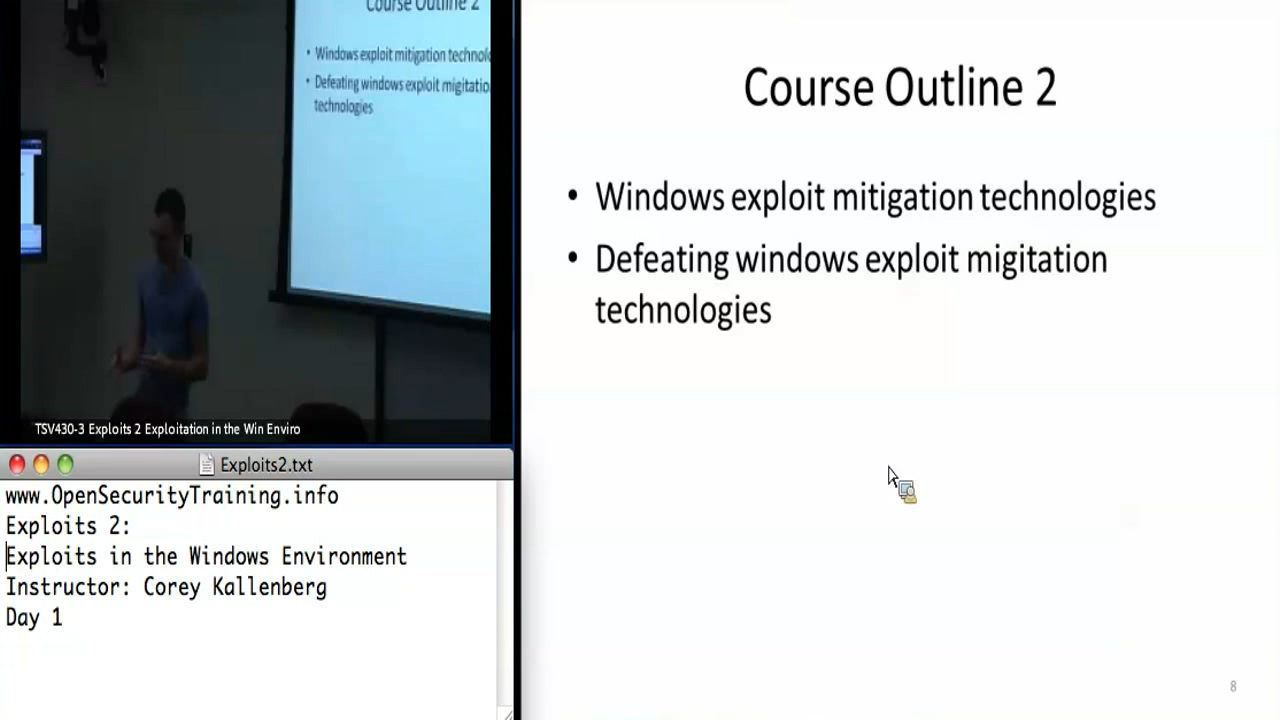 Course Outline 2
• Windows exploit mitigation technol
• Defeating windows exploit migitatio
technologies
TSV430-3 Exploits 2 Exploitation in the Win Enviro
Exploits2.txt
www.OpenSecurityTraining.info
Exploits 2:
Exploits in the Windows Environment
Instructor: Corey Kallenberg
Day 1
Course Outline 2
• Windows exploit mitigation technologies
• Defeating windows exploit migitation
technologies
8